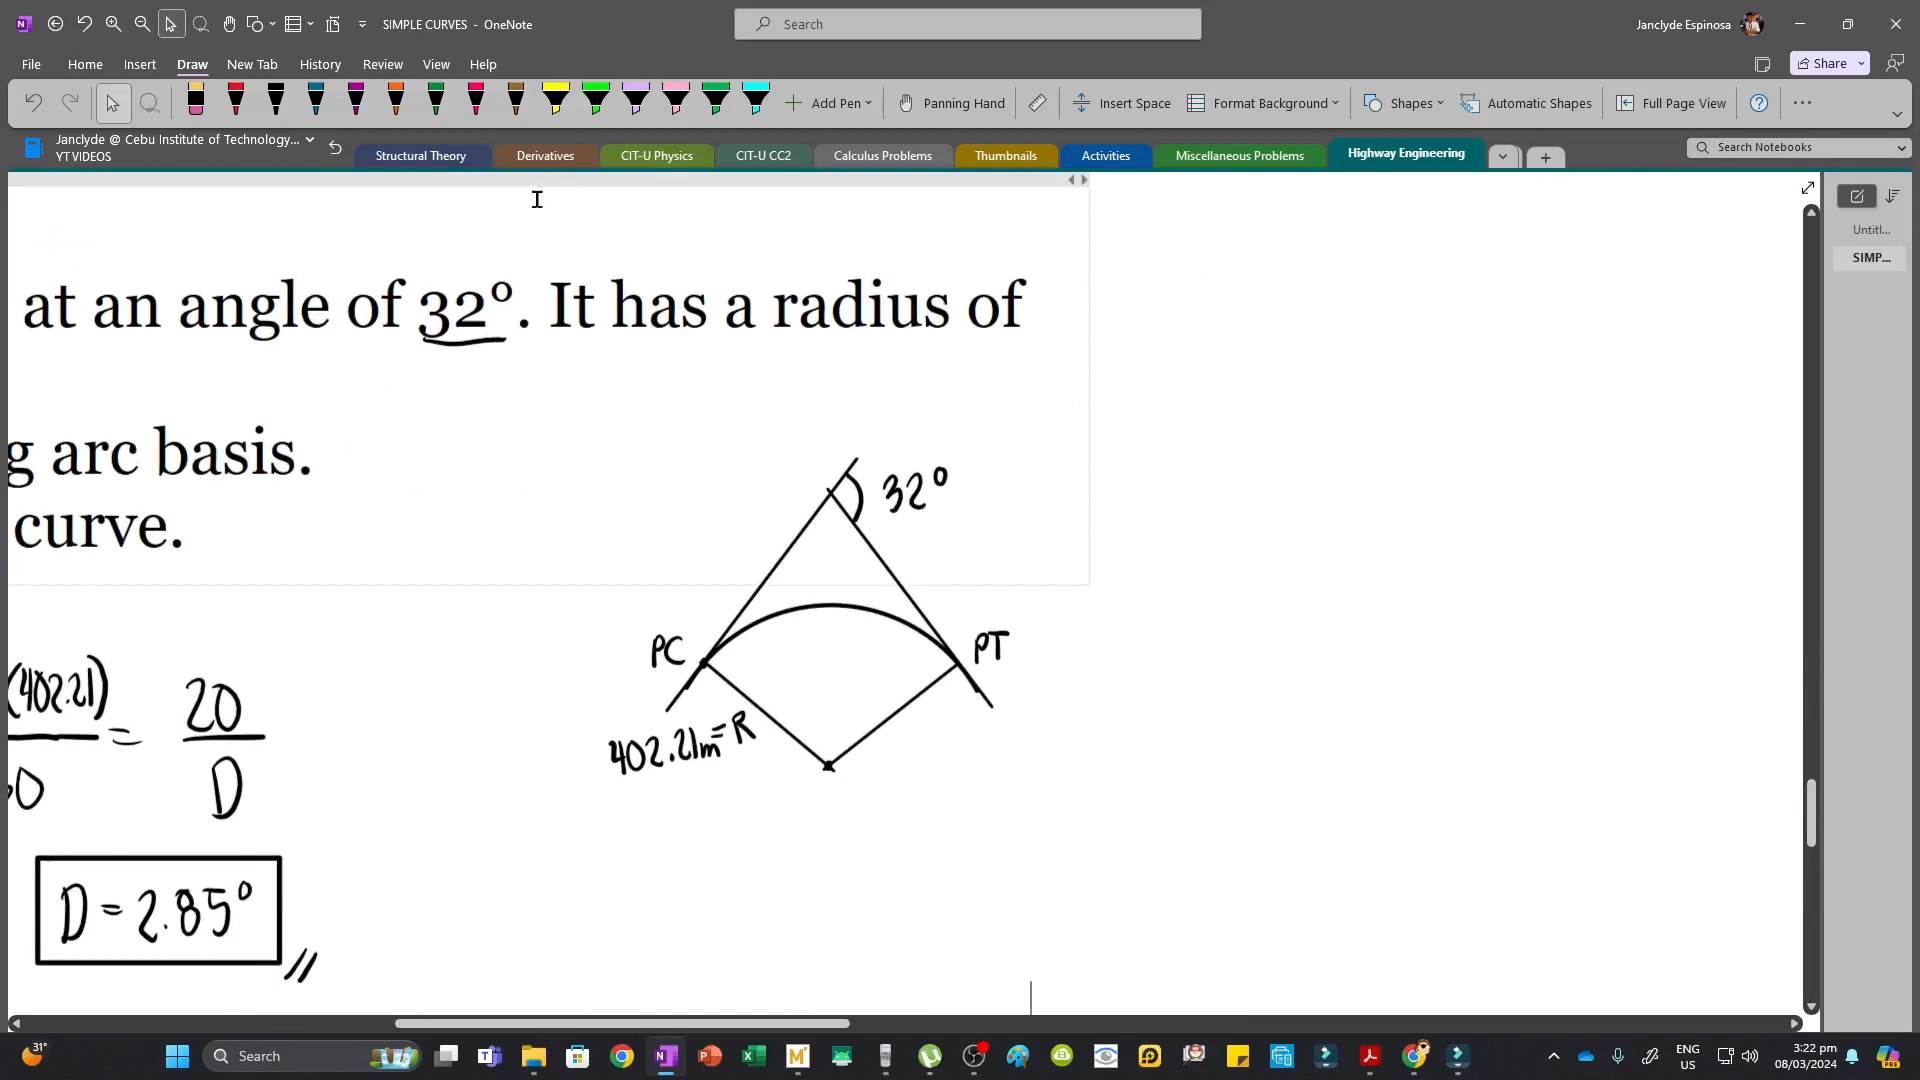 SIMPLE CURVES - OneNote
Search
Janclyde Espinosa
File Home Insert Draw New Tab History Review View Help
Share
Add Pen
Panning Hand
Insert Space
Format Background
Shapes
Automatic Shapes
Full Page View
Janclyde @ Cebu Institute of Technology...
YT VIDEOS
Structural Theory
Derivatives
CIT-U Physics
CIT-U CC2
Calculus Problems
Thumbnails
Activities
Miscellaneous Problems
Highway Engineering
Search Notebooks
Untitl...
SIMP...
at an angle of 32°. It has a radius of
g arc basis.
curve.
32°
PC
PT
402.21m=R
(402.21) = 20
D
D = 2.85°
31°
Search
ENG
US
3:22 pm
08/03/2024